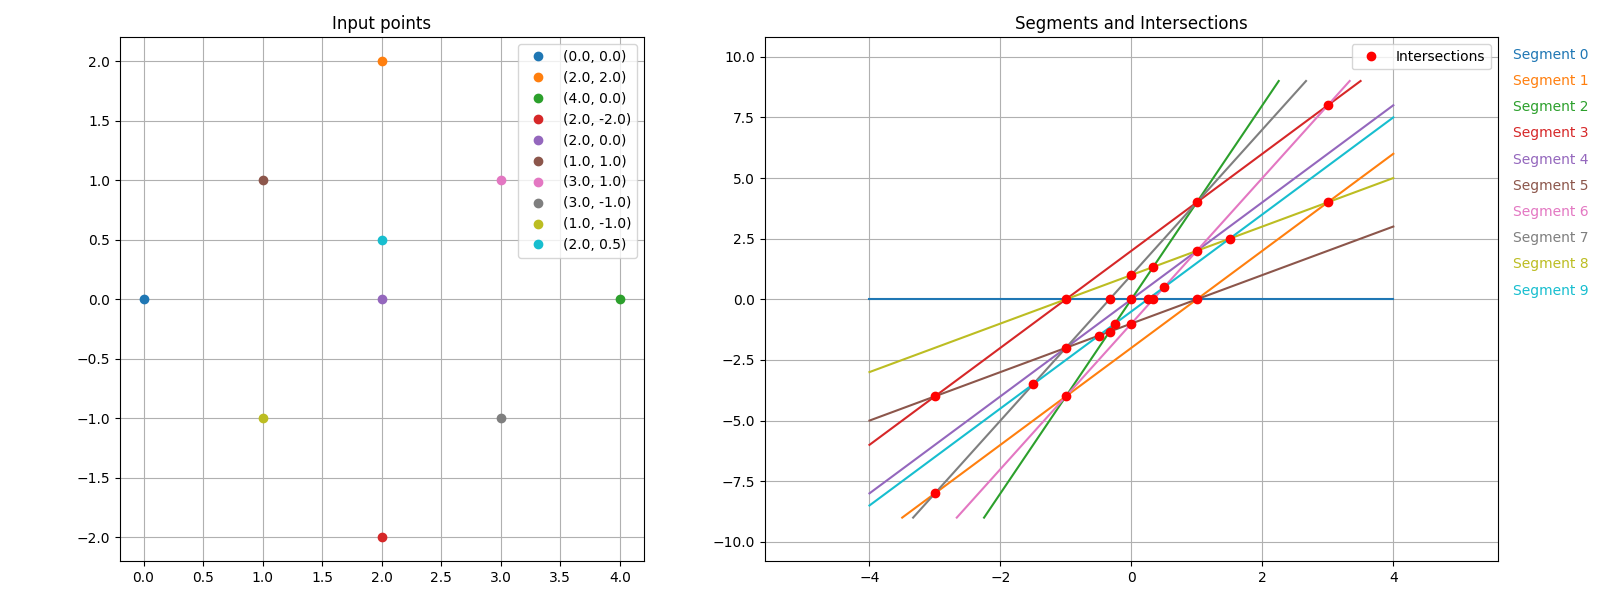 Input points
(0.0, 0.0)
(2.0, 2.0)
(4.0, 0.0)
(2.0, -2.0)
(2.0, 0.0)
(1.0, 1.0)
(3.0, 1.0)
(3.0, -1.0)
(1.0, -1.0)
(2.0, 0.5)
2.0
1.5
1.0
0.5
0.0
−0.5
−1.0
−1.5
−2.0
0.0 0.5 1.0 1.5 2.0 2.5 3.0 3.5 4.0
Segments and Intersections
Intersections
10.0
7.5
5.0
2.5
0.0
−2.5
−5.0
−7.5
−10.0
−4 −2 0 2 4
Segment 0
Segment 1
Segment 2
Segment 3
Segment 4
Segment 5
Segment 6
Segment 7
Segment 8
Segment 9